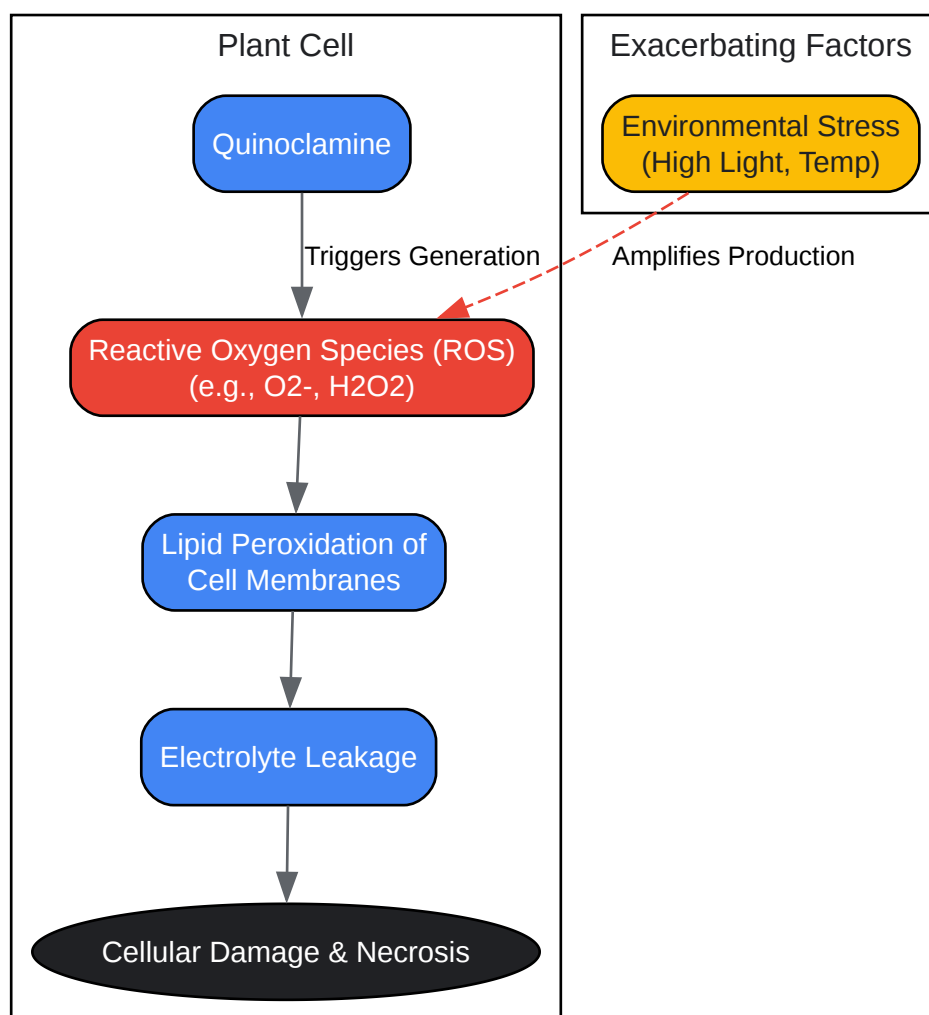 Plant Cell
Exacerbating Factors
Quinoclamine
Environmental Stress
(High Light, Temp)
Triggers Generation
Amplifies Production
Reactive Oxygen Species (ROS)
(e.g., O2-, H2O2)
Lipid Peroxidation of
Cell Membranes
Electrolyte Leakage
Cellular Damage & Necrosis